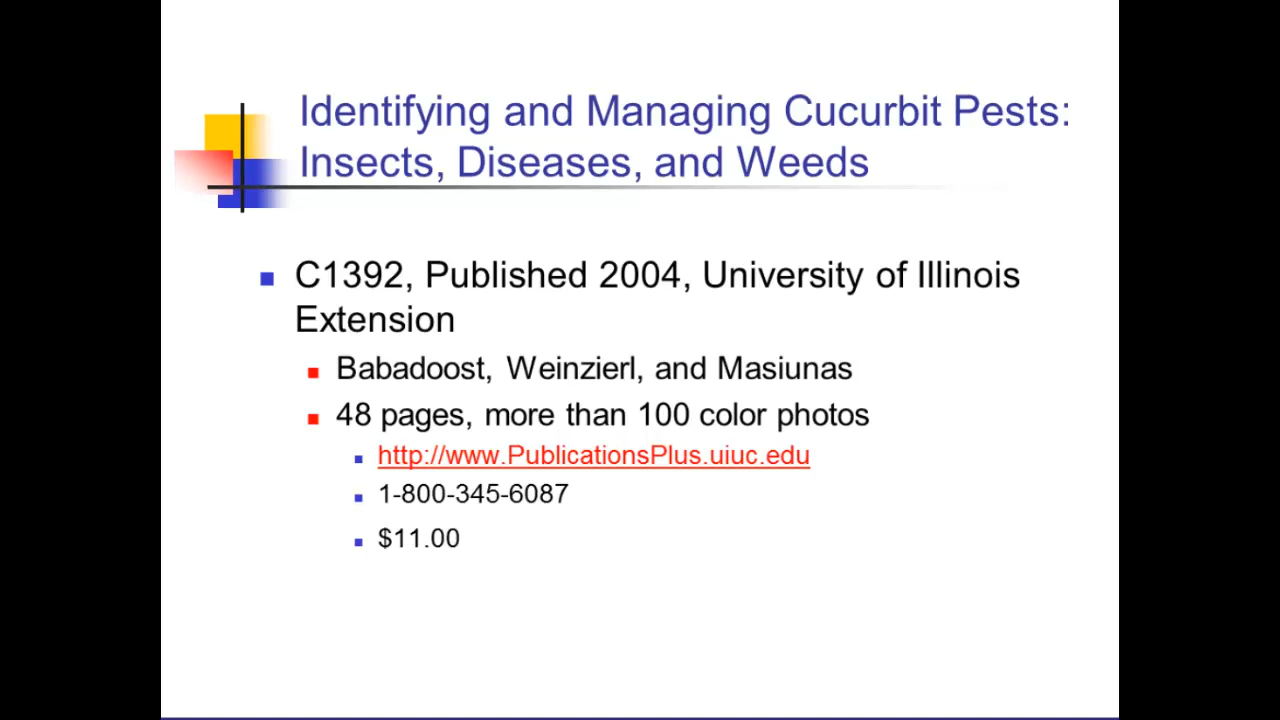 Identifying and Managing Cucurbit Pests:
Insects, Diseases, and Weeds
C1392, Published 2004, University of Illinois
Extension
Babadoost, Weinzierl, and Masiunas
48 pages, more than 100 color photos
http://www.PublicationsPlus.uiuc.edu
1-800-345-6087
$11.00